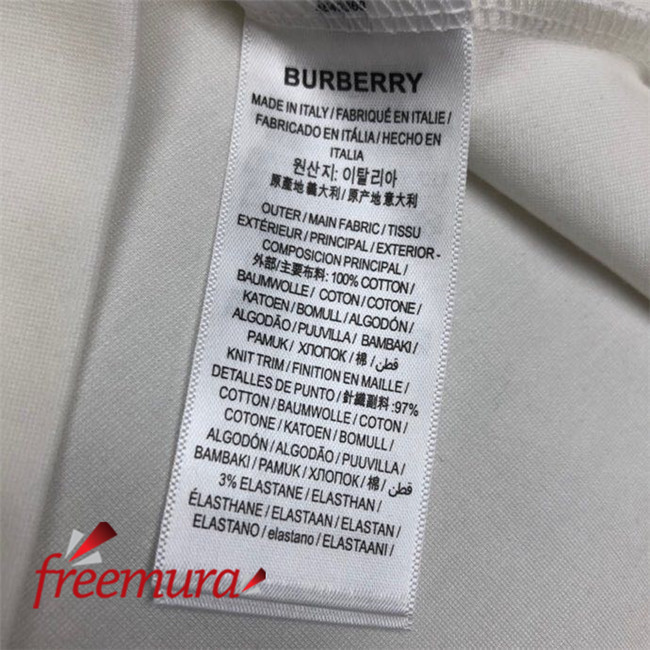 BURBERRY
MADE IN ITALY / FABRIQUÉ EN ITALIE /
FABRICADO EN ITÁLIA / HECHO EN
ITALIA
원산지: 이탈리아
原產地 義大利 / 原产地 意大利
OUTER / MAIN FABRIC / TISSU
EXTÉRIEUR / PRINCIPAL / EXTERIOR -
COMPOSICION PRINCIPAL /
外部/主要布料: 100% COTTON /
BAUMWOLLE / COTON / COTONE /
KATOEN / BOMULL / ALGODÓN /
ALGODÃO / PUUVILLA / BAMBAKI /
PAMUK / ХЛОПОК / 棉 / قطن /
KNIT TRIM / FINITION EN MAILLE /
DETALLES DE PUNTO / 針織副料 :97%
COTTON / BAUMWOLLE / COTON /
COTONE / KATOEN / BOMULL /
ALGODÓN / ALGODÃO / PUUVILLA /
BAMBAKI / PAMUK / ХЛОПОК / 棉 / قطن /
3% ELASTANE / ELASTHAN /
ÉLASTHANE / ELASTAAN / ELASTAN /
ELASTANO / elastano / ELASTAANI /
freemura